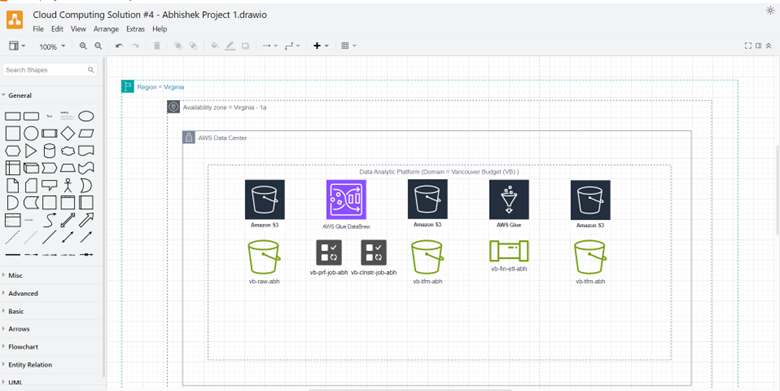 Cloud Computing Solution #4 - Abhishek Project 1.drawio
File Edit View Arrange Extras Help
100%
Search Shapes
General
Text
Misc
Advanced
Basic
Arrows
Flowchart
Entity Relation
UML
Region = Virginia
Availability zone = Virginia - 1a
AWS Data Center
Data Analytic Platform (Domain = Vancouver Budget (VB) )
Amazon S3 AWS Glue DataBrew Amazon S3 AWS Glue Amazon S3
vb-raw-abh vb-prf-job-abh vb-clnstr-job-abh vb-tfm-abh vb-fin-etl-abh vb-tfm-abh